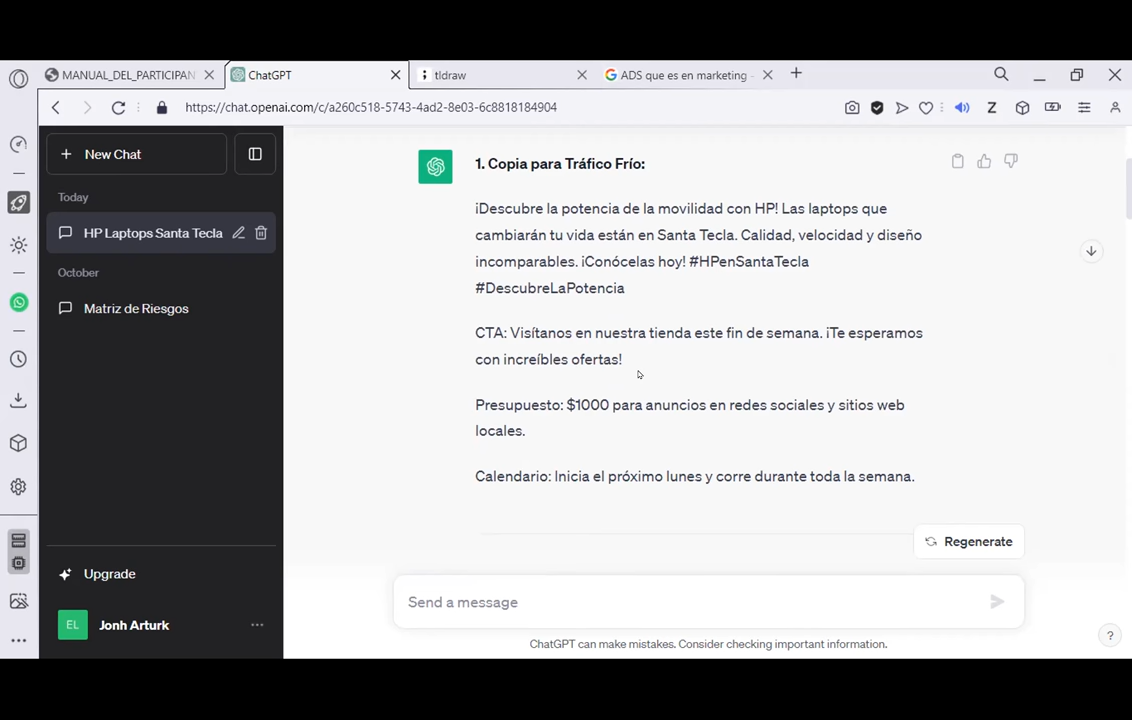 MANUAL_DEL_PARTICIPAN
ChatGPT
tldraw
ADS que es en marketing -
https://chat.openai.com/c/a260c518-5743-4ad2-8e03-6c8818184904
New Chat
Today
HP Laptops Santa Tecla
October
Matriz de Riesgos
Upgrade
EL
Jonh Arturk
1. Copia para Tráfico Frío:
¡Descubre la potencia de la movilidad con HP! Las laptops que
cambiarán tu vida están en Santa Tecla. Calidad, velocidad y diseño
incomparables. ¡Conócelas hoy! #HPenSantaTecla
#DescubreLaPotencia
CTA: Visítanos en nuestra tienda este fin de semana. ¡Te esperamos
con increíbles ofertas!
Presupuesto: $1000 para anuncios en redes sociales y sitios web
locales.
Calendario: Inicia el próximo lunes y corre durante toda la semana.
Regenerate
Send a message
ChatGPT can make mistakes. Consider checking important information.
?